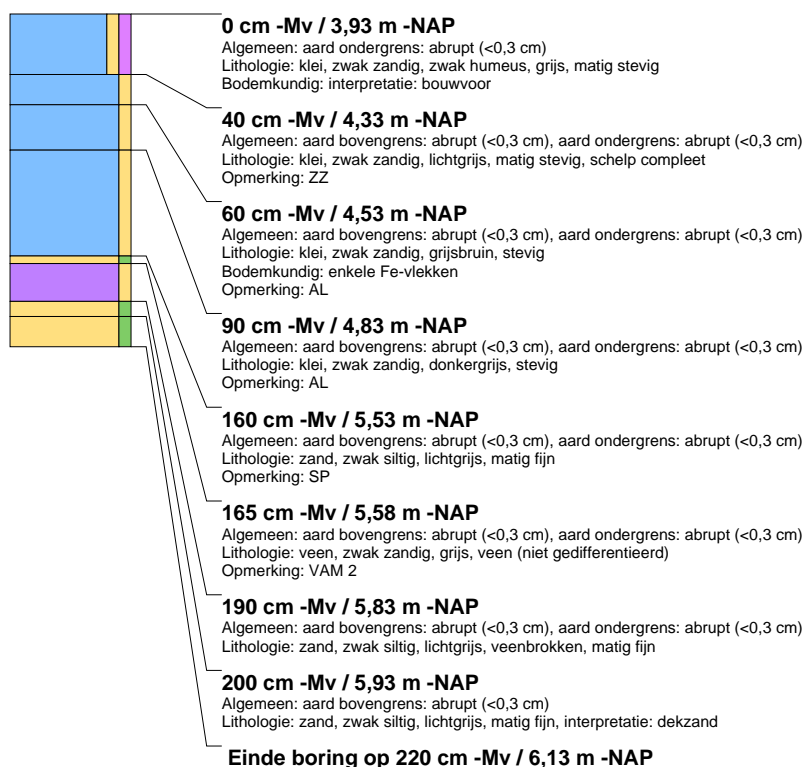 0 cm -Mv / 3,93 m -NAP
Algemeen: aard ondergrens: abrupt (<0,3 cm)
Lithologie: klei, zwak zandig, zwak humeus, grijs, matig stevig
Bodemkundig: interpretatie: bouwvoor
40 cm -Mv / 4,33 m -NAP
Algemeen: aard bovengrens: abrupt (<0,3 cm), aard ondergrens: abrupt (<0,3 cm)
Lithologie: klei, zwak zandig, lichtgrijs, matig stevig, schelp compleet
Opmerking: ZZ
60 cm -Mv / 4,53 m -NAP
Algemeen: aard bovengrens: abrupt (<0,3 cm), aard ondergrens: abrupt (<0,3 cm)
Lithologie: klei, zwak zandig, grijsbruin, stevig
Bodemkundig: enkele Fe-vlekken
Opmerking: AL
90 cm -Mv / 4,83 m -NAP
Algemeen: aard bovengrens: abrupt (<0,3 cm), aard ondergrens: abrupt (<0,3 cm)
Lithologie: klei, zwak zandig, donkergrijs, stevig
Opmerking: AL
160 cm -Mv / 5,53 m -NAP
Algemeen: aard bovengrens: abrupt (<0,3 cm), aard ondergrens: abrupt (<0,3 cm)
Lithologie: zand, zwak siltig, lichtgrijs, matig fijn
Opmerking: SP
165 cm -Mv / 5,58 m -NAP
Algemeen: aard bovengrens: abrupt (<0,3 cm), aard ondergrens: abrupt (<0,3 cm)
Lithologie: veen, zwak zandig, grijs, veen (niet gedifferentieerd)
Opmerking: VAM 2
190 cm -Mv / 5,83 m -NAP
Algemeen: aard bovengrens: abrupt (<0,3 cm), aard ondergrens: abrupt (<0,3 cm)
Lithologie: zand, zwak siltig, lichtgrijs, veenbrokken, matig fijn
200 cm -Mv / 5,93 m -NAP
Algemeen: aard bovengrens: abrupt (<0,3 cm)
Lithologie: zand, zwak siltig, lichtgrijs, matig fijn, interpretatie: dekzand
Einde boring op 220 cm -Mv / 6,13 m -NAP